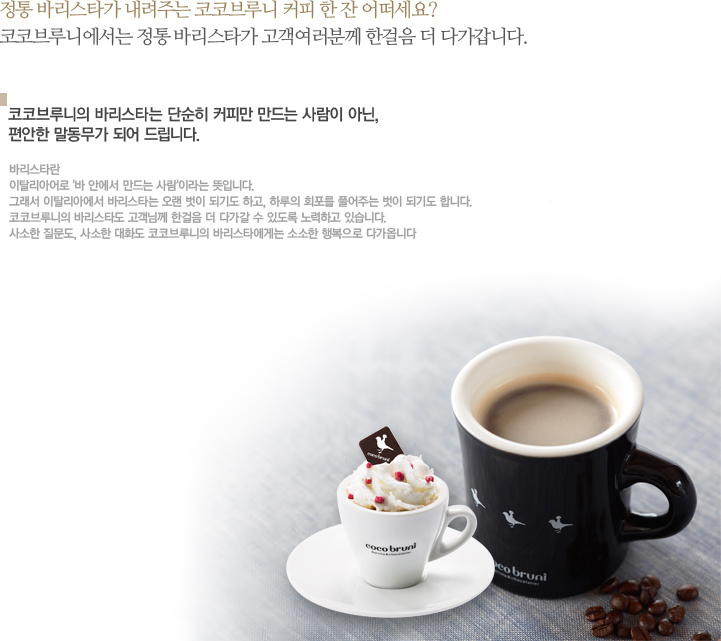 정통 바리스타가 내려주는 코코브루니 커피 한 잔 어떠세요?
코코브루니에서는 정통 바리스타가 고객여러분께 한걸음 더 다가갑니다.
코코브루니의 바리스타는 단순히 커피만 만드는 사람이 아닌,
편안한 말동무가 되어 드립니다.
바리스타란
이탈리아어로 '바 안에서 만드는 사람'이라는 뜻입니다.
그래서 이탈리아에서 바리스타는 오랜 벗이 되기도 하고, 하루의 회포를 풀어주는 벗이 되기도 합니다.
코코브루니의 바리스타도 고객님께 한걸음 더 다가갈 수 있도록 노력하고 있습니다.
사소한 질문도, 사소한 대화도 코코브루니의 바리스타에게는 소소한 행복으로 다가옵니다
coco bruni
coco bruni
coco bruni